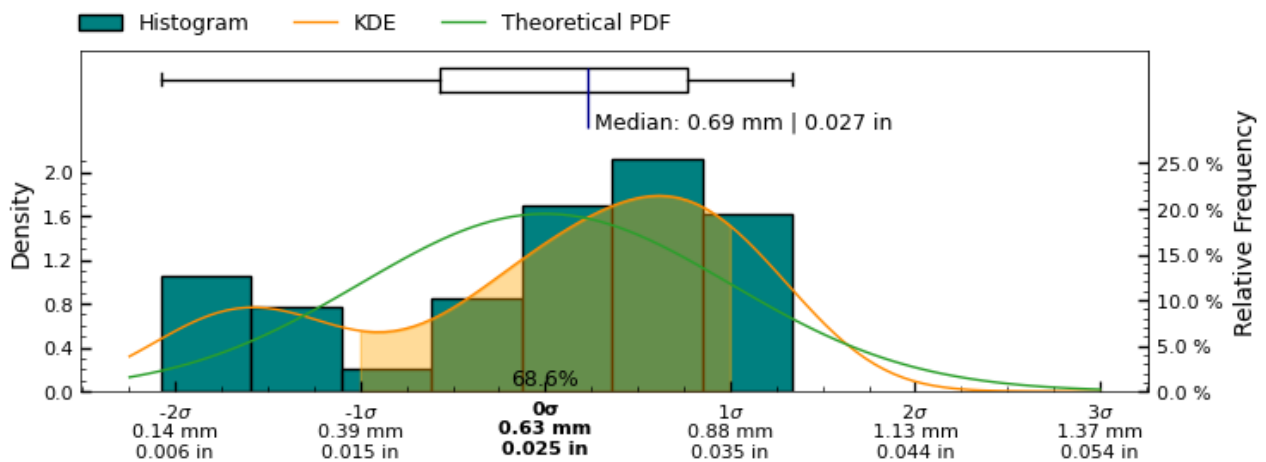 Histogram KDE Theoretical PDF
Median: 0.69 mm | 0.027 in
Density
2.0
1.6
1.2
0.8
0.4
0.0
25.0 %
20.0 %
15.0 %
10.0 %
5.0 %
0.0 %
Relative Frequency
68.6%
-2σ -1σ 0σ 1σ 2σ 3σ
0.14 mm 0.39 mm 0.63 mm 0.88 mm 1.13 mm 1.37 mm
0.006 in 0.015 in 0.025 in 0.035 in 0.044 in 0.054 in